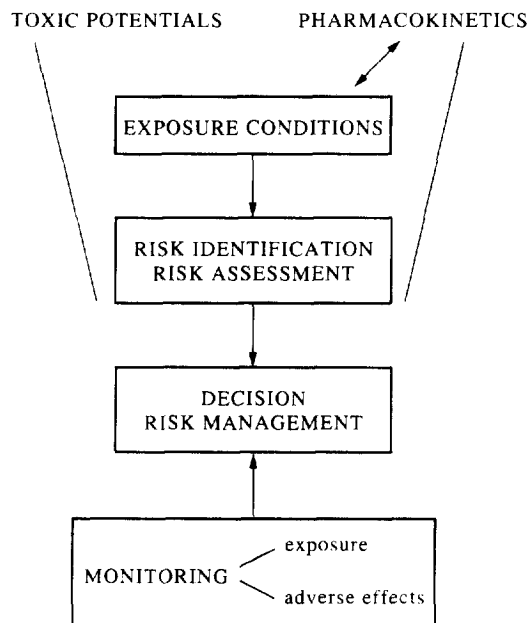 TOXIC POTENTIALS
PHARMACOKINETICS
EXPOSURE CONDITIONS
RISK IDENTIFICATION
RISK ASSESSMENT
DECISION
RISK MANAGEMENT
exposure
MONITORING
adverse effects